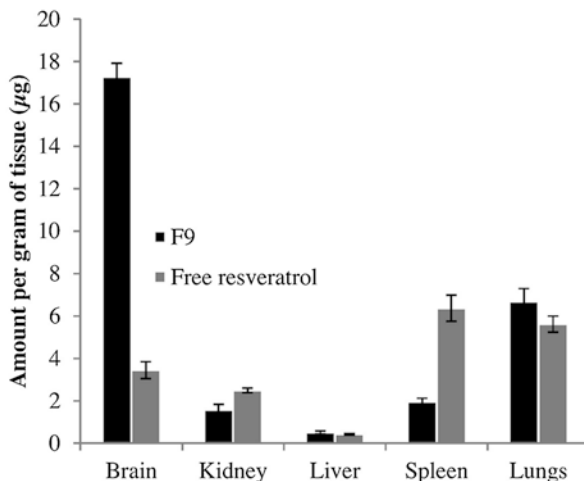 Amount per gram of tissue (µg)
20
18
16
14
12
10
8
6
4
2
0
F9
Free resveratrol
Brain Kidney Liver Spleen Lungs